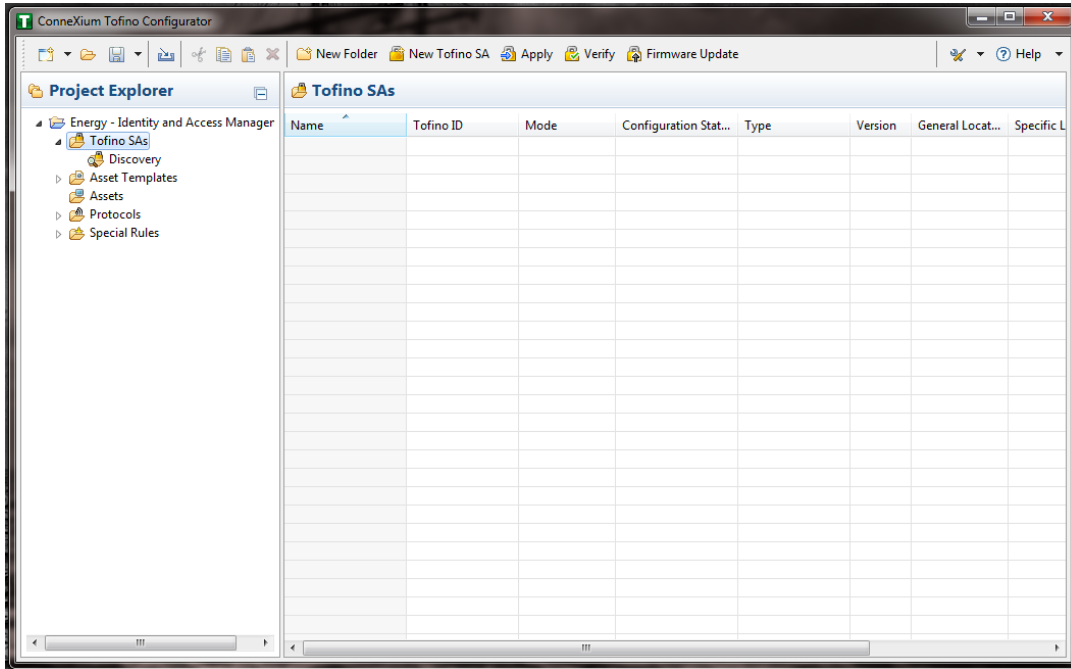 ConneXium Tofino Configurator
New Folder New Tofino SA Apply Verify Firmware Update Help
Project Explorer
Tofino SAs
Energy - Identity and Access Manager
Tofino SAs
Discovery
Asset Templates
Assets
Protocols
Special Rules
Name Tofino ID Mode Configuration Stat... Type Version General Locat... Specific L